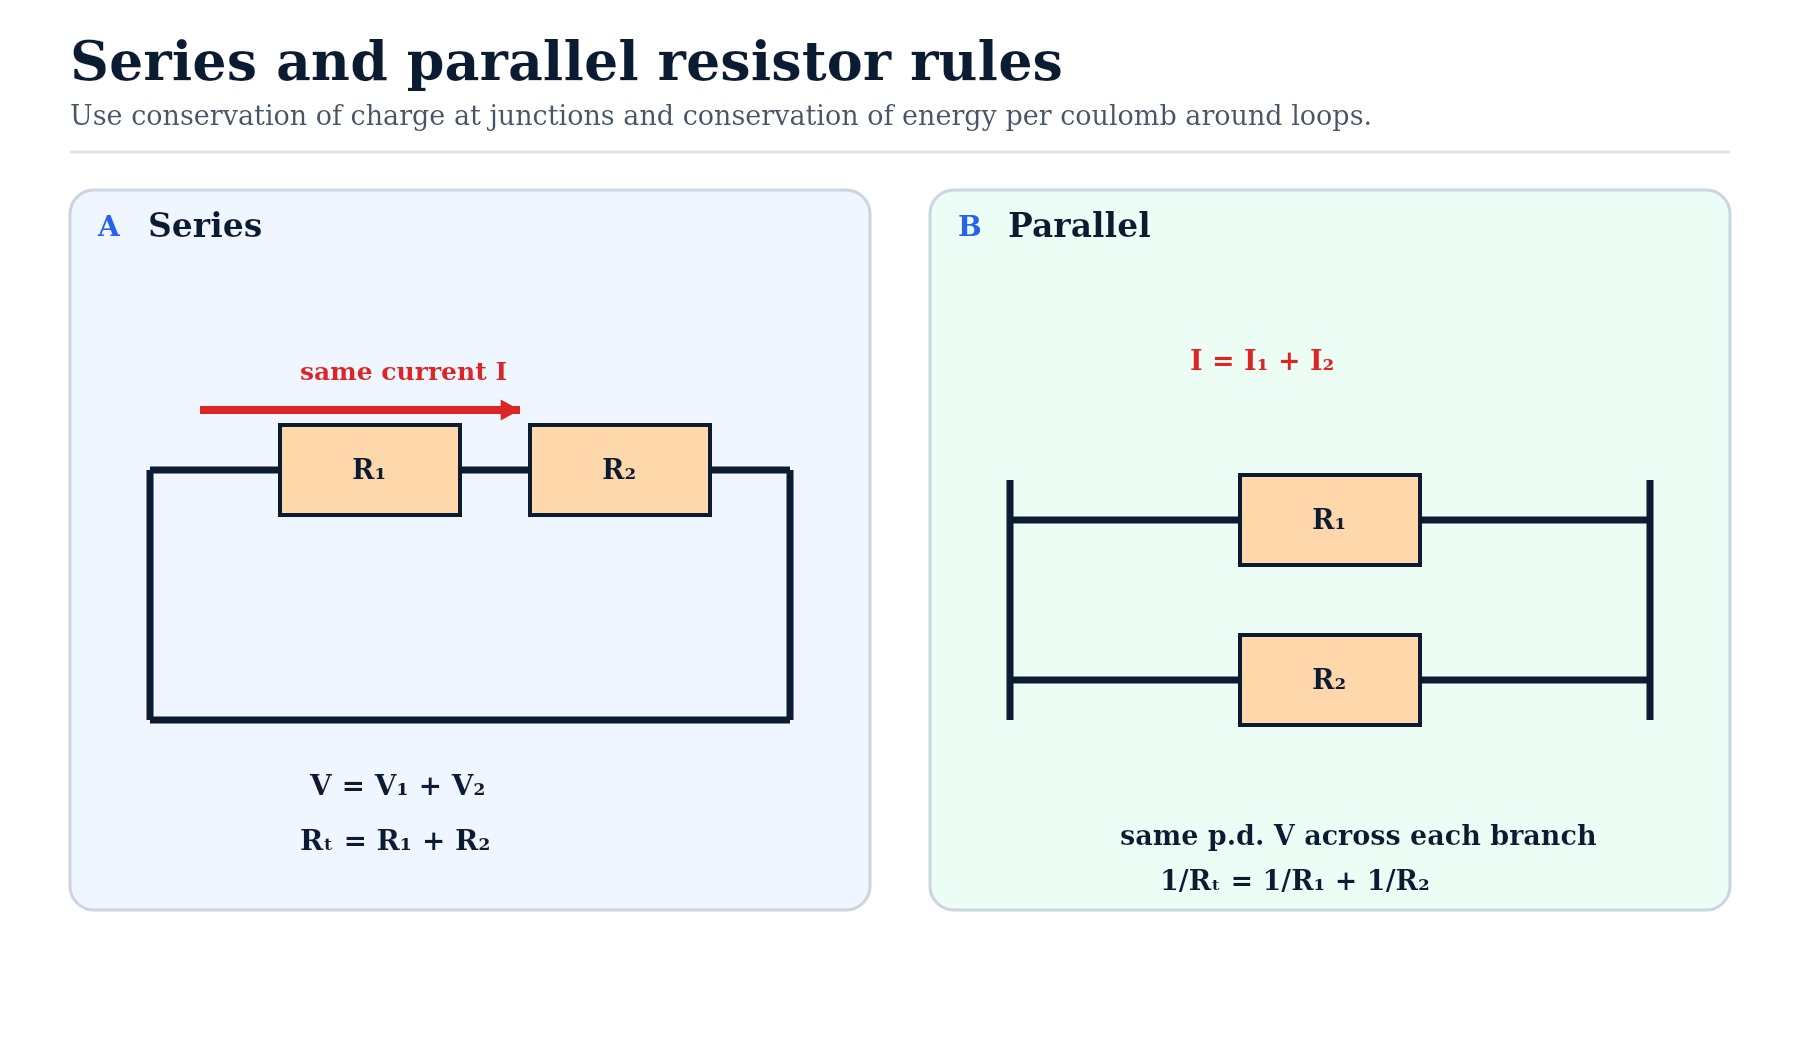 Series and parallel resistor rules
Use conservation of charge at junctions and conservation of energy per coulomb around loops.
A Series
same current I
R₁
R₂
V = V₁ + V₂
Rₜ = R₁ + R₂
B Parallel
I = I₁ + I₂
R₁
R₂
same p.d. V across each branch
1/Rₜ = 1/R₁ + 1/R₂